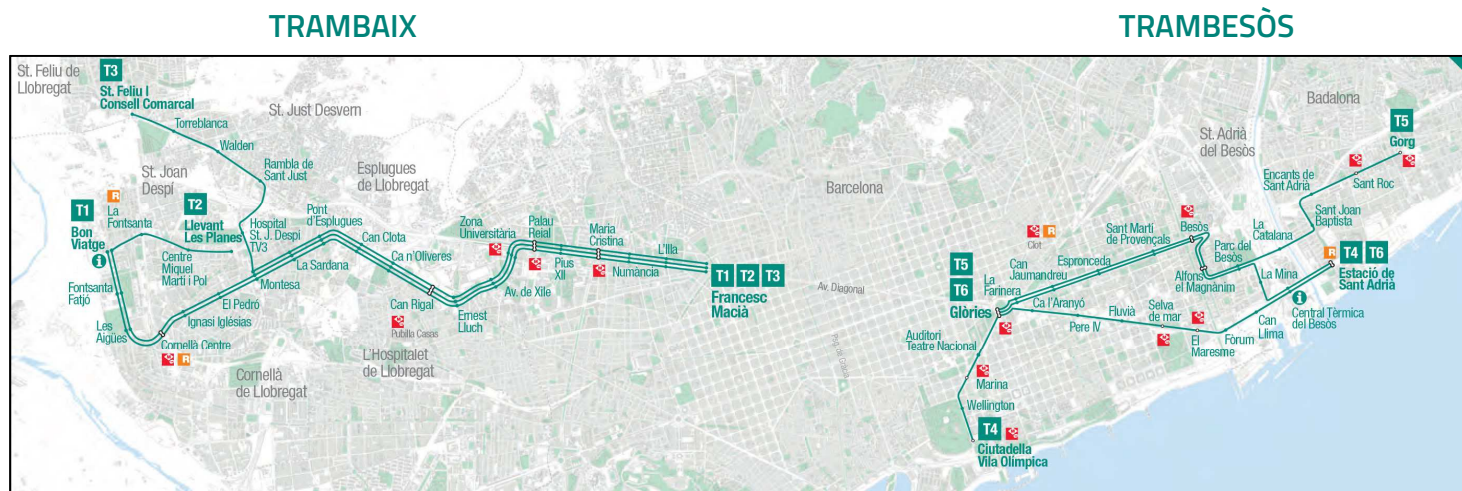 TRAMBAIX
TRAMBESÒS
St. Feliu de
Llobregat
T3
St. Feliu |
Consell Comarcal
Torreblanca
Walden
St. Just Desvern
Rambla de
Sant Just
St. Joan
Despí
Esplugues
de Llobregat
R
La
Fontsanta
T1
Bon
Viatge
i
T2
Llevant
Les Planes
Centre
Miquel
Martí i Pol
Hospital
St. J. Despí
TV3
Pont
d'Esplugues
Can Clota
Ca n'Oliveres
La Sardana
Montesa
El Pedró
Ignasi Iglésias
Fontsanta
Fatjó
Les
Aigües
Cornellà Centre
R
Cornellà
de Llobregat
Can Rigal
Pubilla Casas
L'Hospitalet
de Llobregat
Ernest
Lluch
Av. de Xile
Zona
Universitària
Palau
Reial
Pius
XII
Maria
Cristina
Numància
L'Illa
T1 T2 T3
Francesc
Macià
Barcelona
Av. Diagonal
Pg. de Gràcia
Badalona
St. Adrià
del Besòs
T5
Gorg
Sant Roc
Encants de
Sant Adrià
Sant Joan
Baptista
La
Catalana
Besòs
Sant Martí
de Provençals
Parc del
Besòs
Alfons
el Magnànim
La Mina
R
T4 T6
Estació de
Sant Adrià
i
Central Tèrmica
del Besòs
R
Clot
Espronceda
Can
Jaumandreu
La
Farinera
T5
T6
Glòries
Ca l'Aranyó
Pere IV
Fluvià
Selva
de mar
El
Maresme
Fòrum
Can
Llima
Auditori
Teatre Nacional
Marina
Wellington
T4
Ciutadella
Vila Olímpica